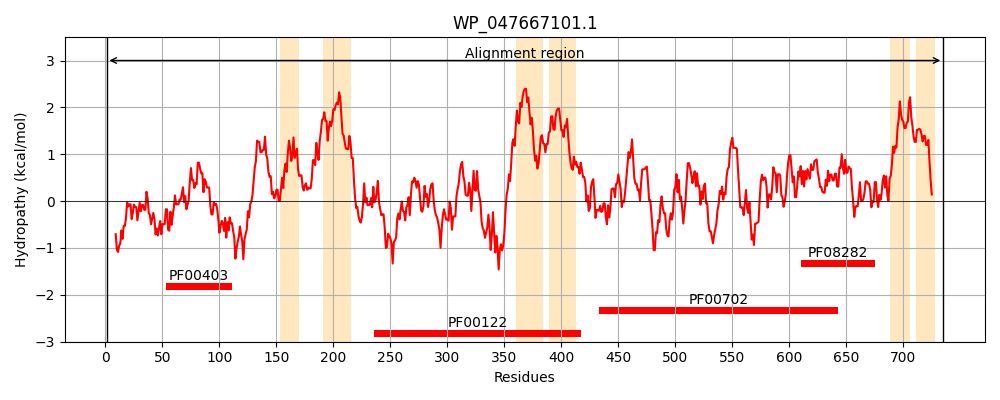 WP_047667101.1
Alignment region
3
2
1
0
−1
−2
−3
Hydropathy (kcal/mol)
PF08282
PF00403
PF00702
PF00122
0 50 100 150 200 250 300 350 400 450 500 550 600 650 700
Residues